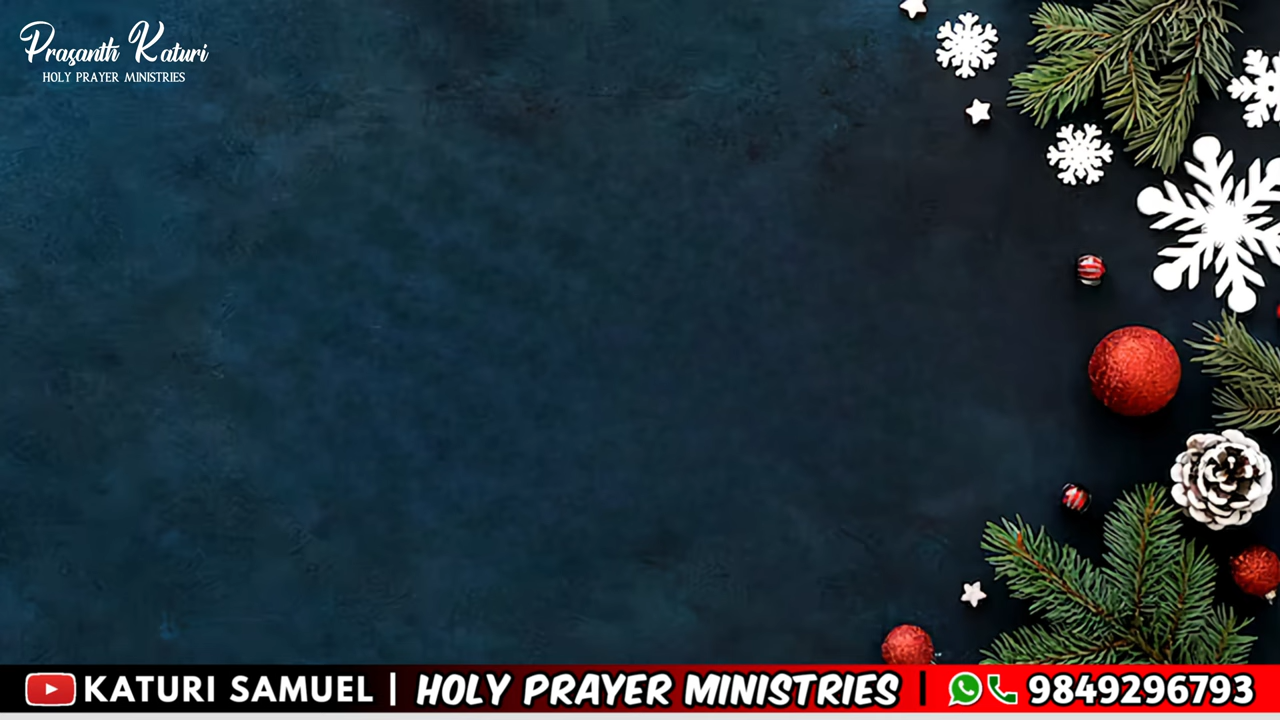 Prasanth Katuri
HOLY PRAYER MINISTRIES
KATURI SAMUEL | HOLY PRAYER MINISTRIES | 9849296793